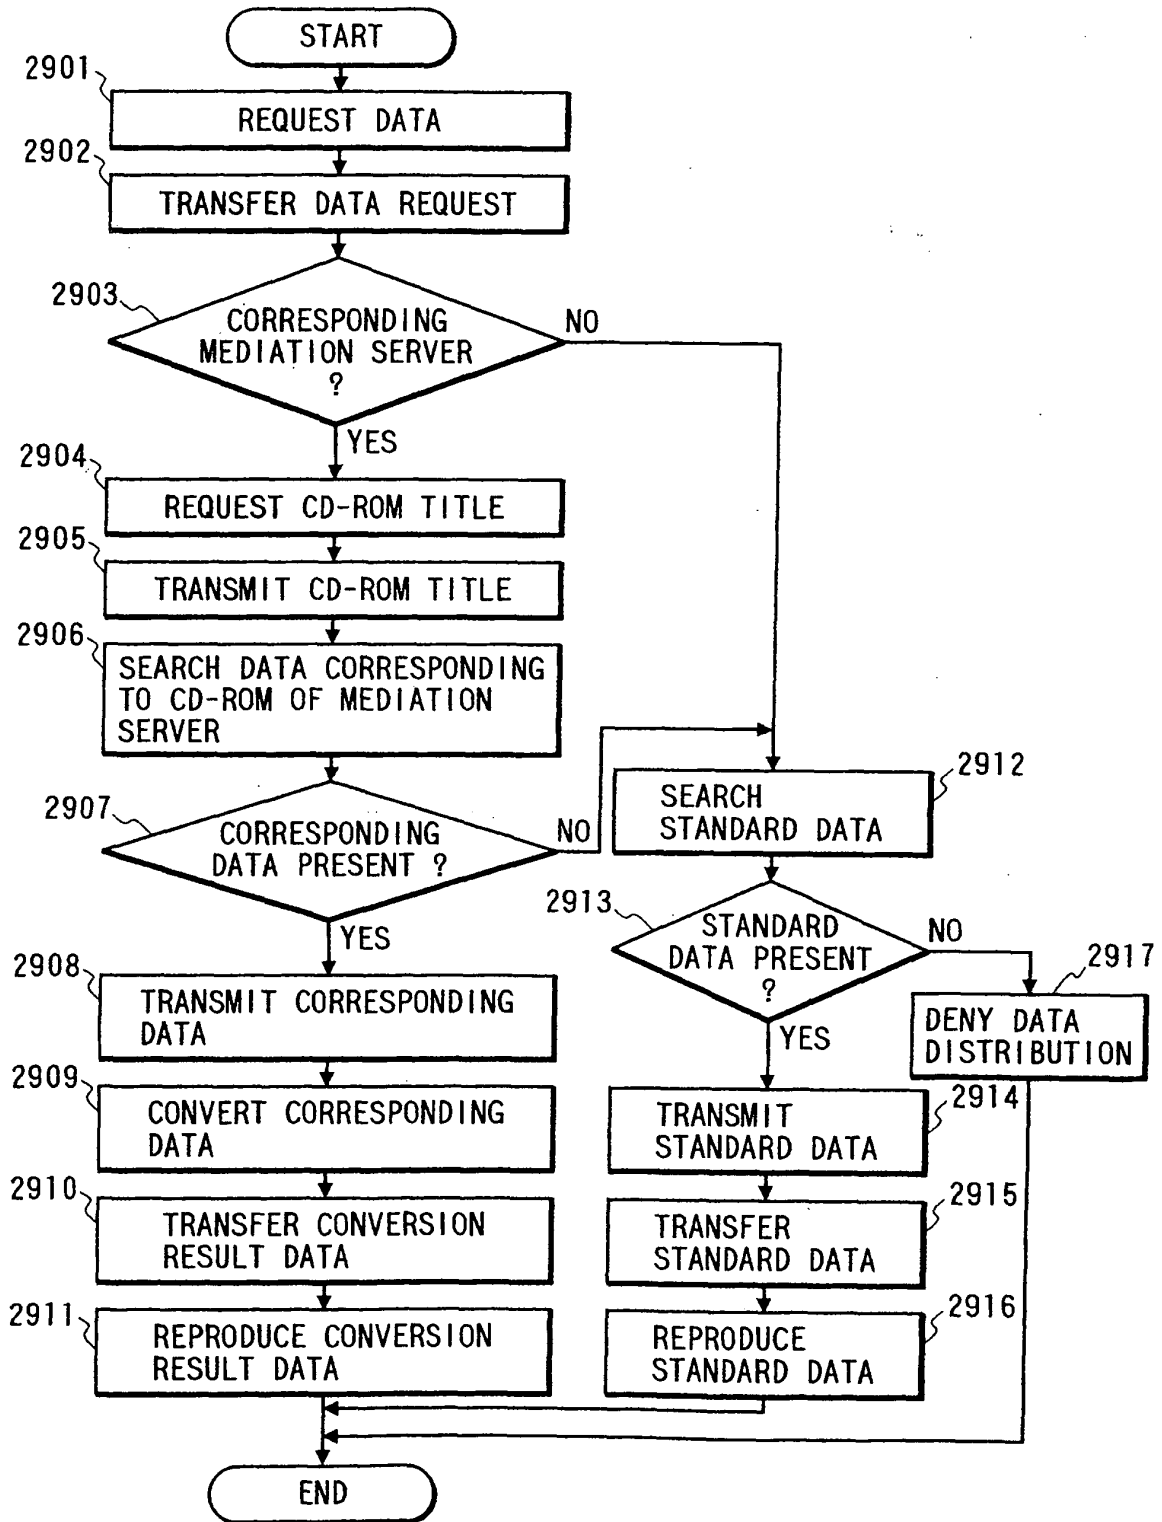 START
2901
REQUEST DATA
2902
TRANSFER DATA REQUEST
2903
CORRESPONDING
MEDIATION SERVER
?
NO
YES
2904
REQUEST CD-ROM TITLE
2905
TRANSMIT CD-ROM TITLE
2906
SEARCH DATA CORRESPONDING
TO CD-ROM OF MEDIATION
SERVER
2907
CORRESPONDING
DATA PRESENT ?
NO
YES
2908
TRANSMIT CORRESPONDING
DATA
2909
CONVERT CORRESPONDING
DATA
2910
TRANSFER CONVERSION
RESULT DATA
2911
REPRODUCE CONVERSION
RESULT DATA
2912
SEARCH
STANDARD DATA
2913
STANDARD
DATA PRESENT
?
NO
YES
2917
DENY DATA
DISTRIBUTION
2914
TRANSMIT
STANDARD DATA
2915
TRANSFER
STANDARD DATA
2916
REPRODUCE
STANDARD DATA
END